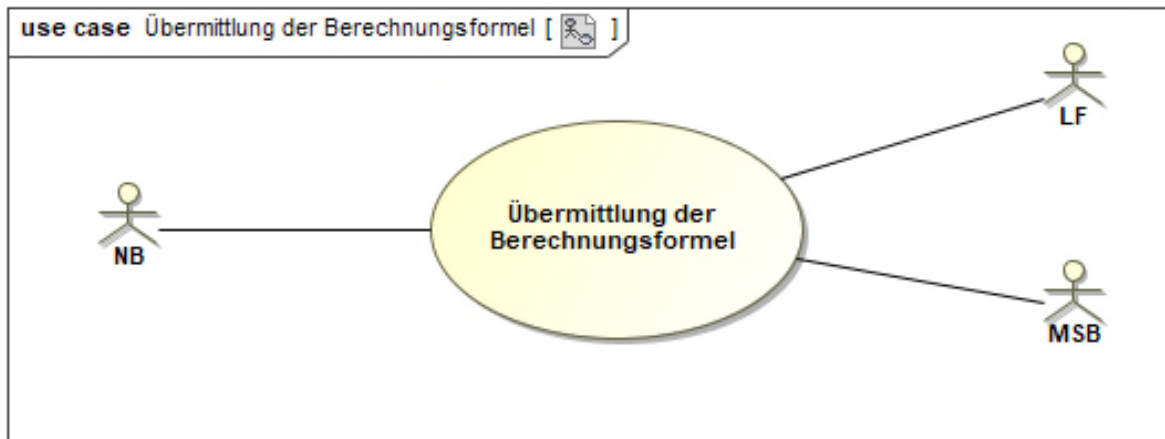 use case Übermittlung der Berechnungsformel [ ]
LF
Übermittlung der
Berechnungsformel
NB
MSB